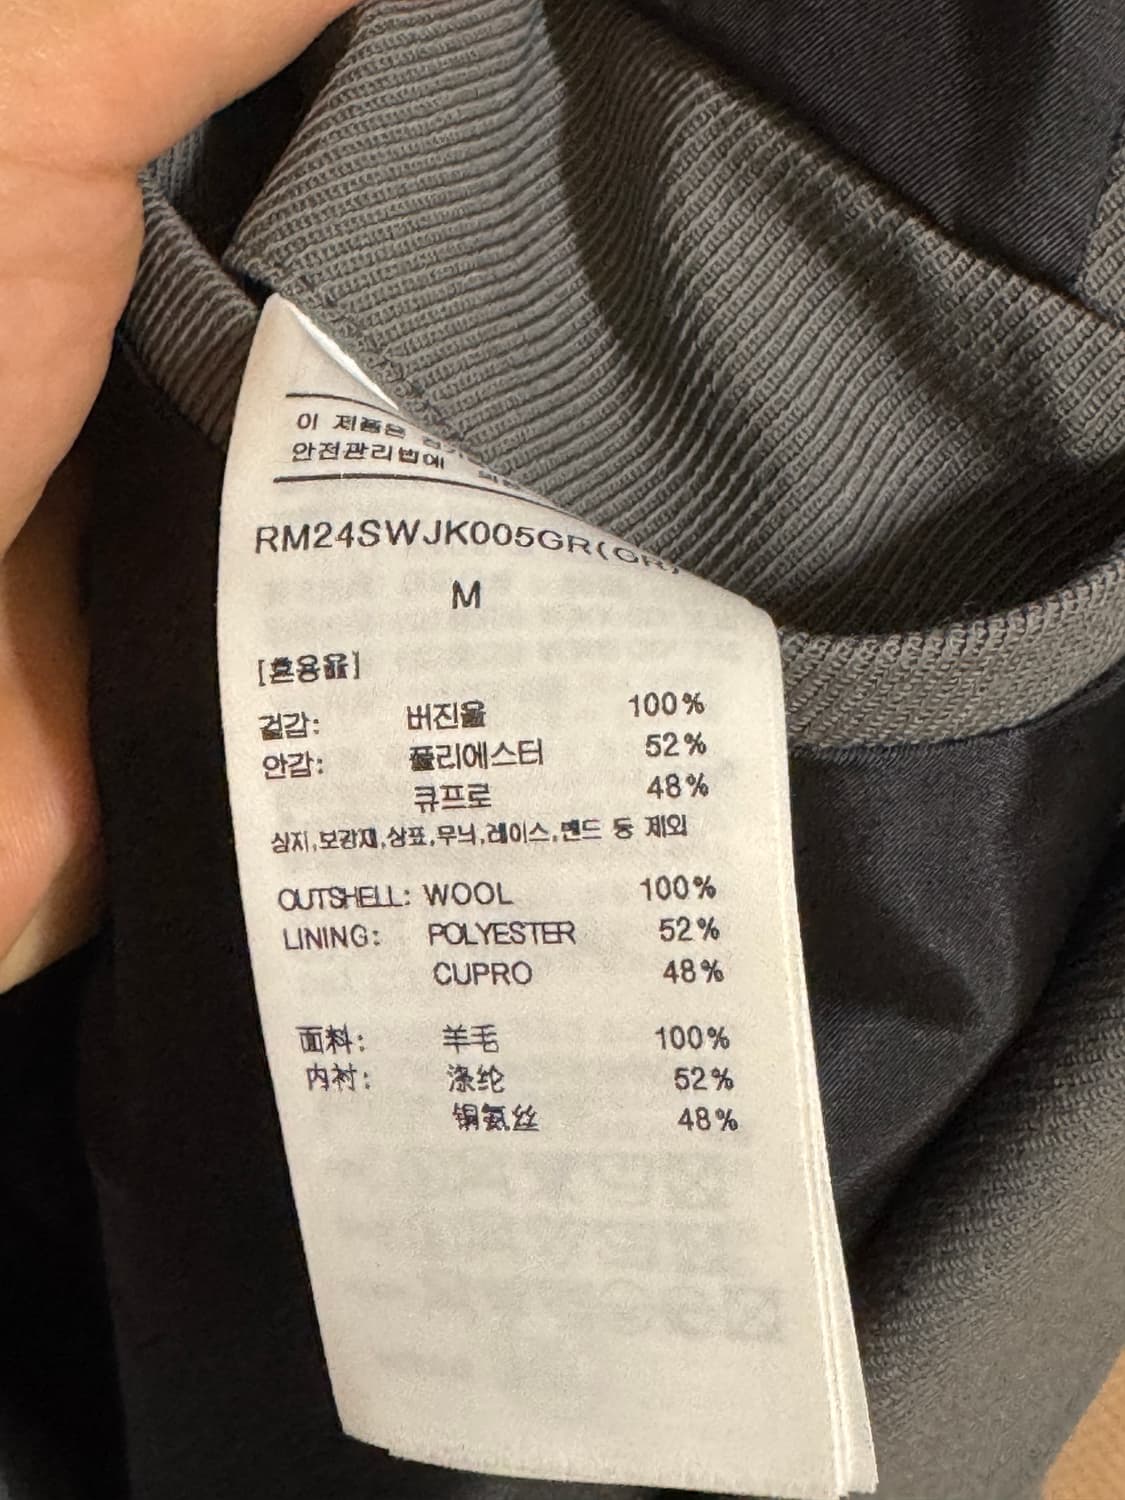 이 제품은
안전관리법에
RM24SWJK005GR(GR)
M
[혼용율]
겉감: 버진울 100%
안감: 폴리에스터 52%
큐프로 48%
심지,보강재,상표,무늬,레이스,밴드 등 제외
OUTSHELL: WOOL 100%
LINING: POLYESTER 52%
CUPRO 48%
面料: 羊毛 100%
内衬: 涤纶 52%
铜氨丝 48%